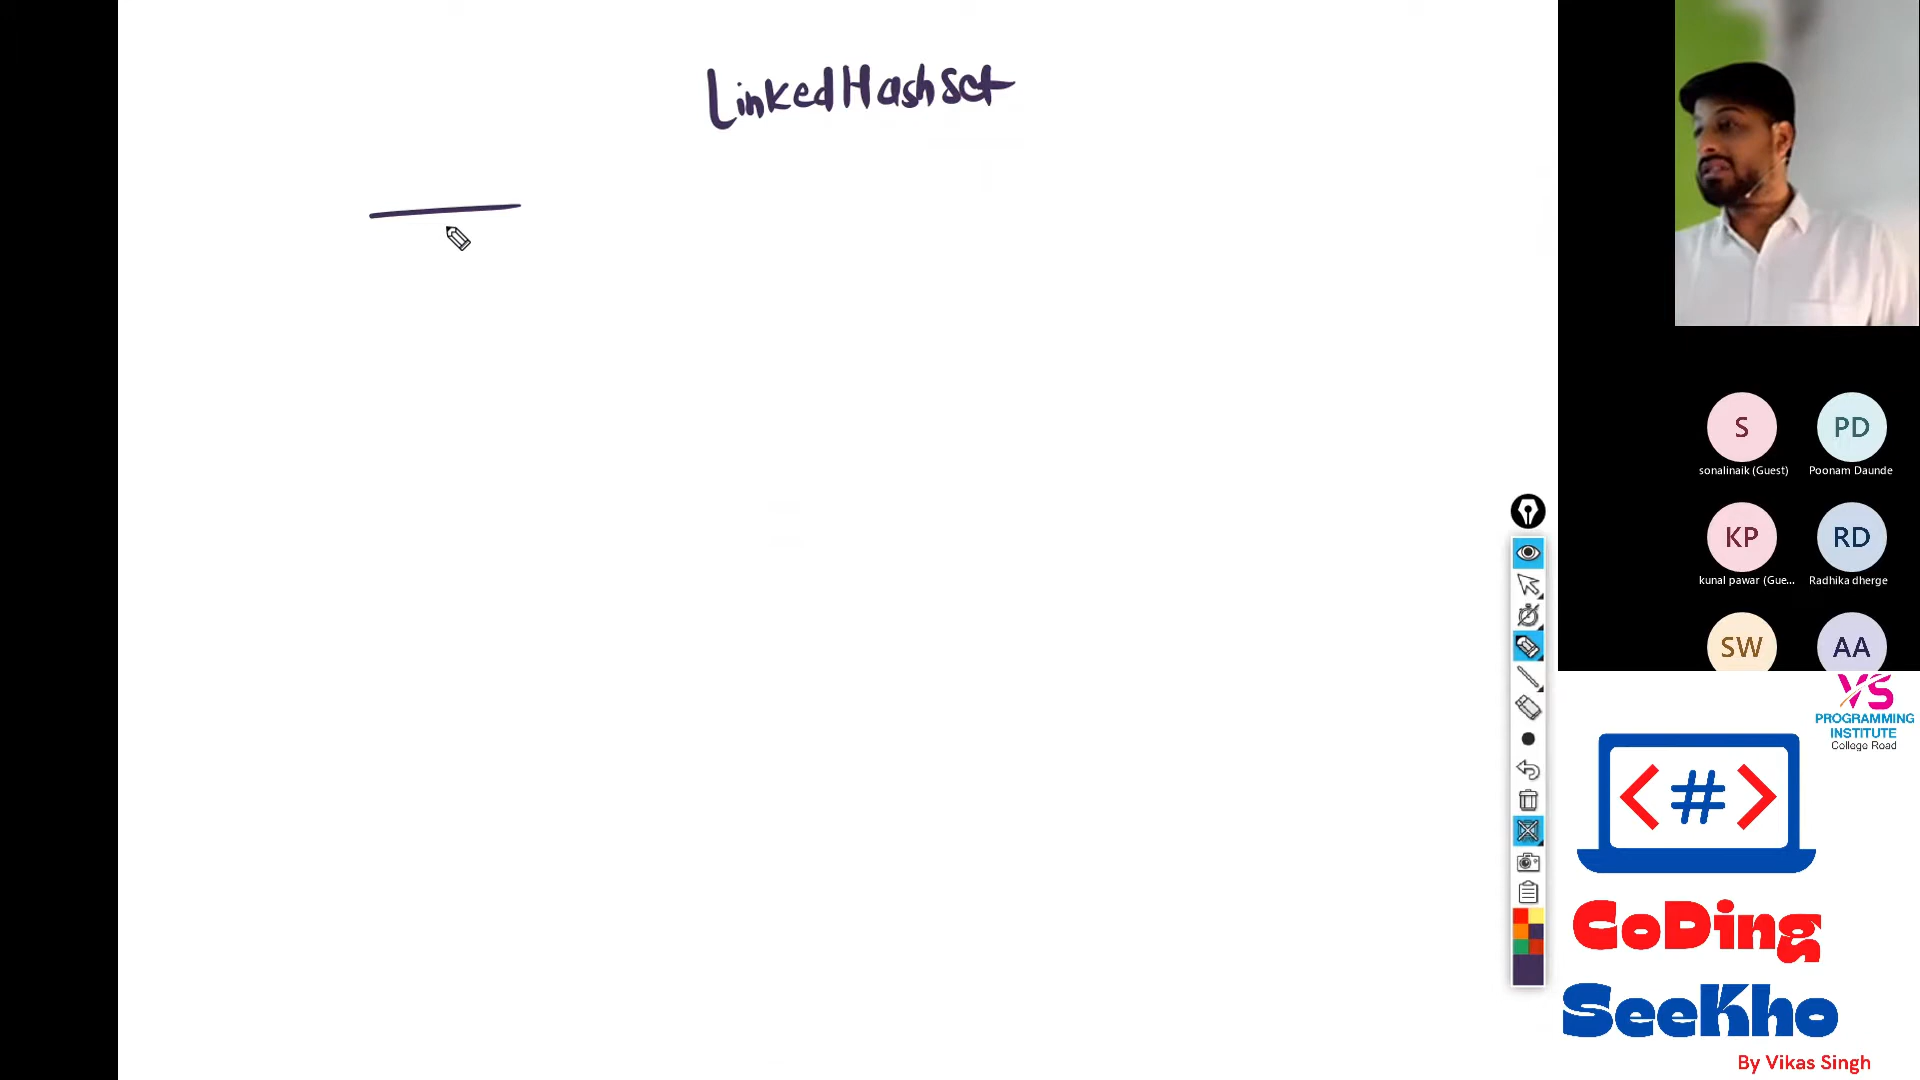 LinkedHashSet
S
PD
sonalinaik (Guest)
Poonam Daunde
KP
RD
kunal pawar (Gue...
Radhika dherge
SW
AA
VS
PROGRAMMING
INSTITUTE
College Road
<#>
CoDing
SeeKho
By Vikas Singh